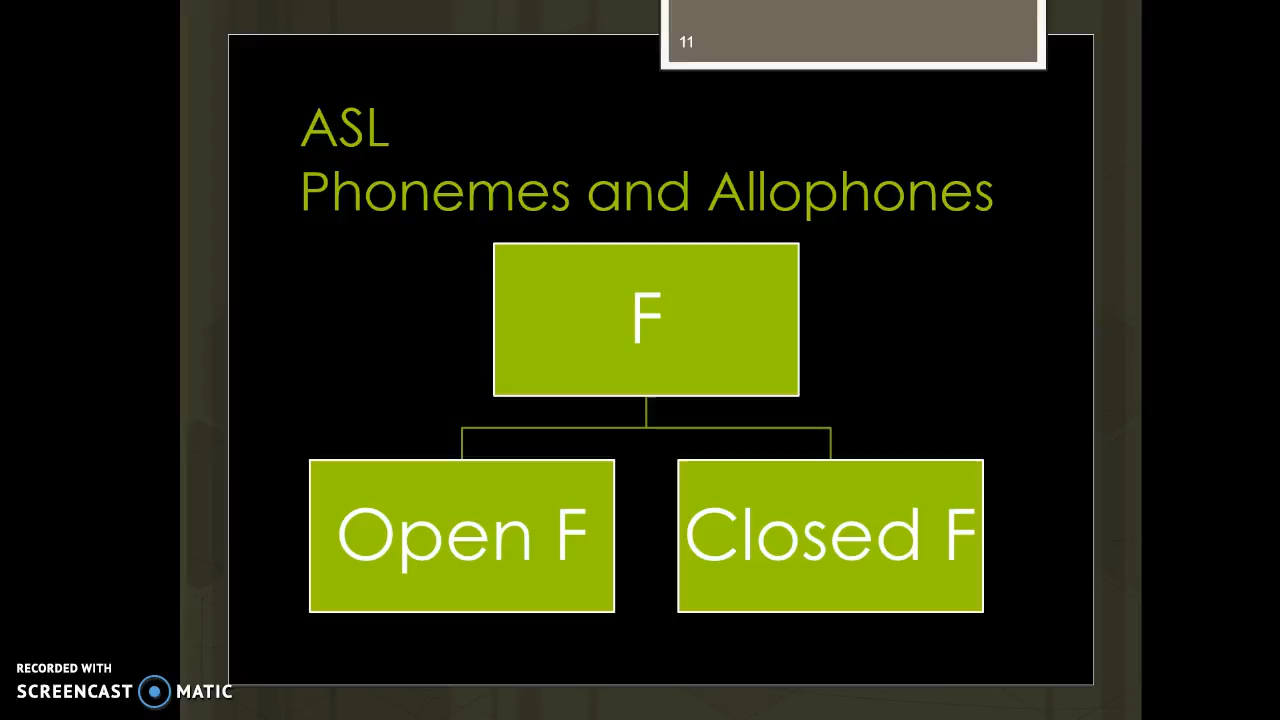 11
ASL
Phonemes and Allophones
F
Open F
Closed F
RECORDED WITH
SCREENCAST MATIC